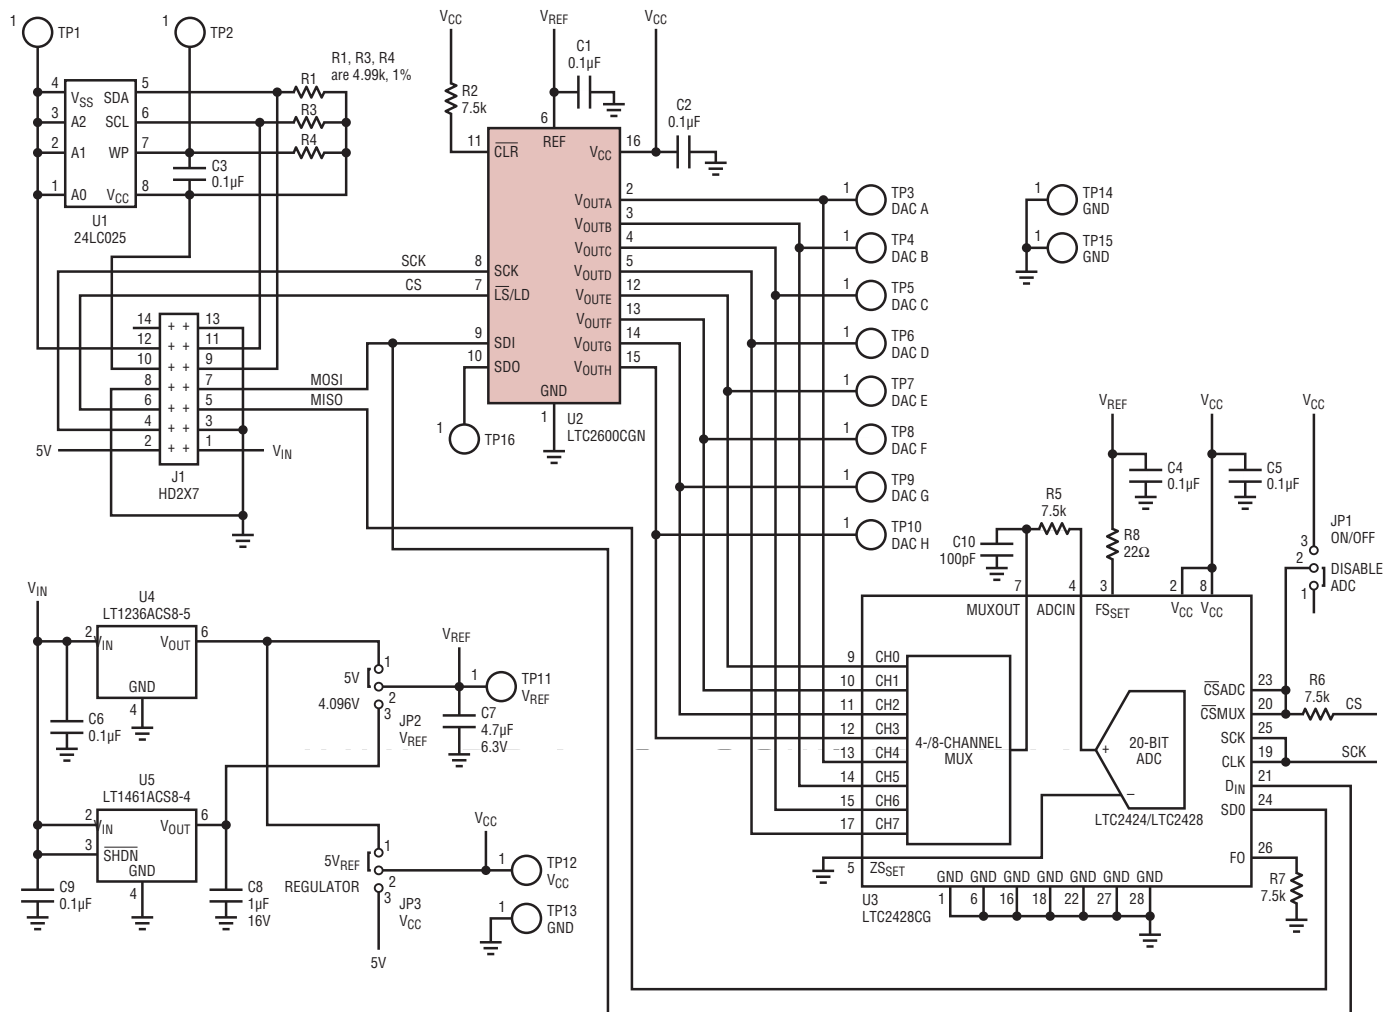 1
TP1
1
TP2
R1, R3, R4
are 4.99k, 1%
4
VSS
SDA
5
R1
3
A2
SCL
6
R3
2
A1
WP
7
R4
1
A0
VCC
8
C3
0.1µF
U1
24LC025
VCC
R2
7.5k
VREF
C1
0.1µF
VCC
C2
0.1µF
6
REF
11
CLR
VCC
16
VOUTA
2
VOUTB
3
VOUTC
4
SCK
8
SCK
VOUTD
5
CS
7
LS/LD
VOUTE
12
VOUTF
13
9
SDI
VOUTG
14
10
SDO
VOUTH
15
GND
1
U2
LTC2600CGN
1
TP16
1
TP3
DAC A
1
TP4
DAC B
1
TP5
DAC C
1
TP6
DAC D
1
TP7
DAC E
1
TP8
DAC F
1
TP9
DAC G
1
TP10
DAC H
1
TP14
GND
1
TP15
GND
14
+ +
13
12
+ +
11
10
+ +
9
8
+ +
7
MOSI
6
+ +
5
MISO
4
+ +
3
5V
2
+ +
1
VIN
J1
HD2X7
VREF
C4
0.1µF
R8
22Ω
VCC
C5
0.1µF
VCC
JP1
ON/OFF
3
2
DISABLE
ADC
1
R5
7.5k
C10
100pF
7
4
3
2
8
MUXOUT
ADCIN
FSSET
VCC
VCC
9
CH0
10
CH1
11
CH2
12
CH3
13
CH4
14
CH5
15
CH6
17
CH7
4-/8-CHANNEL
MUX
+
–
20-BIT
ADC
LTC2424/LTC2428
CSADC
23
CSMUX
20
R6
7.5k
CS
SCK
25
CLK
19
SCK
DIN
21
SD0
24
FO
26
R7
7.5k
5
ZSSET
GND GND GND GND GND GND GND
1 6 16 18 22 27 28
U3
LTC2428CG
VIN
U4
LT1236ACS8-5
2
VIN
VOUT
6
GND
4
C6
0.1µF
1
5V
2
4.096V
3
JP2
VREF
VREF
1
TP11
VREF
C7
4.7µF
6.3V
U5
LT1461ACS8-4
2
VIN
VOUT
6
3
SHDN
GND
4
C9
0.1µF
C8
1µF
16V
1
5VREF
2
REGULATOR
3
JP3
VCC
5V
VCC
1
TP12
VCC
1
TP13
GND